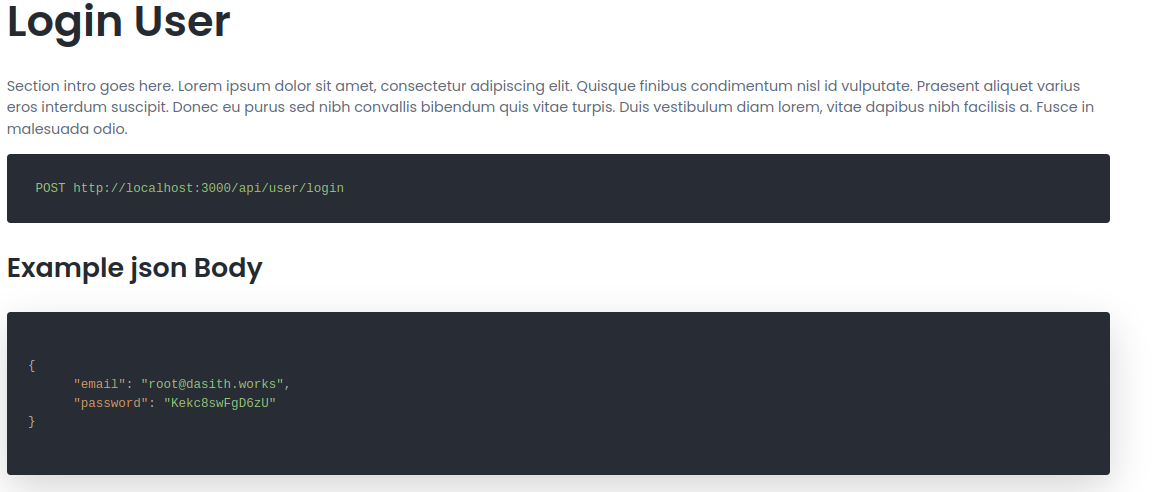 Login User
Section intro goes here. Lorem ipsum dolor sit amet, consectetur adipiscing elit. Quisque finibus condimentum nisl id vulputate. Praesent aliquet varius
eros interdum suscipit. Donec eu purus sed nibh convallis bibendum quis vitae turpis. Duis vestibulum diam lorem, vitae dapibus nibh facilisis a. Fusce in
malesuada odio.
POST http://localhost:3000/api/user/login
Example json Body
{
"email": "root@dasith.works",
"password": "Kekc8swFgD6zU"
}